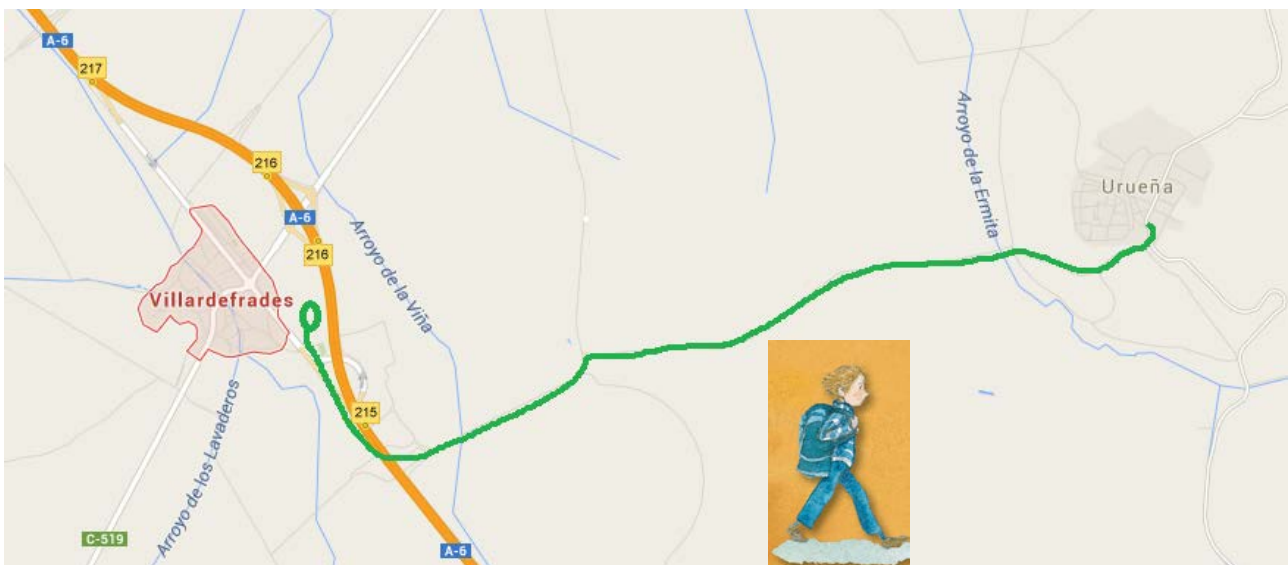 A-6
217
216
A-6
216
Arroyo de la Viña
Arroyo de la Ermita
Urueña
Villardefrades
215
Arroyo de los Lavaderos
C-519
A-6